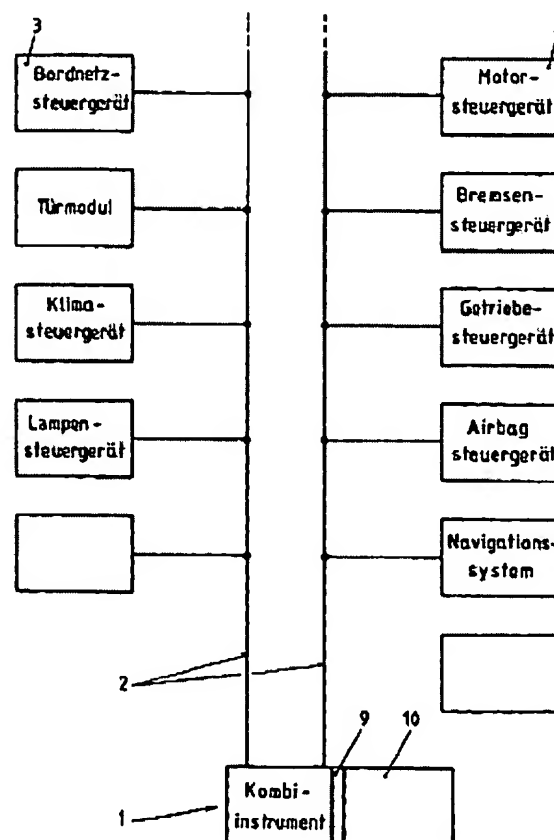 3
Bordnetz-
steuergerät
Türmodul
Klima-
steuergerät
Lampen-
steuergerät
Motor-
steuergerät
Bremsen-
steuergerät
Getriebe-
steuergerät
Airbag
steuergerät
Navigations-
system
2
9
10
1
Kombi-
instrument